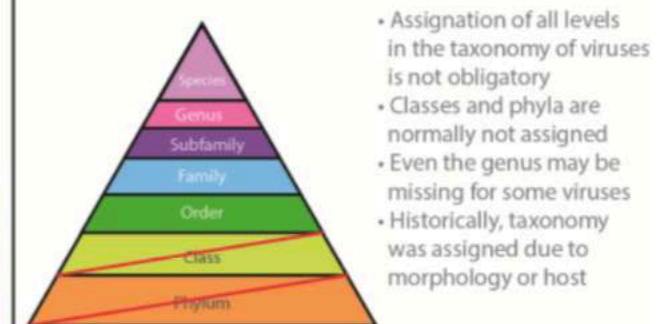 Species
Genus
Subfamily
Family
Order
Class
Phylum
• Assignation of all levels
in the taxonomy of viruses
is not obligatory
• Classes and phyla are
normally not assigned
• Even the genus may be
missing for some viruses
• Historically, taxonomy
was assigned due to
morphology or host